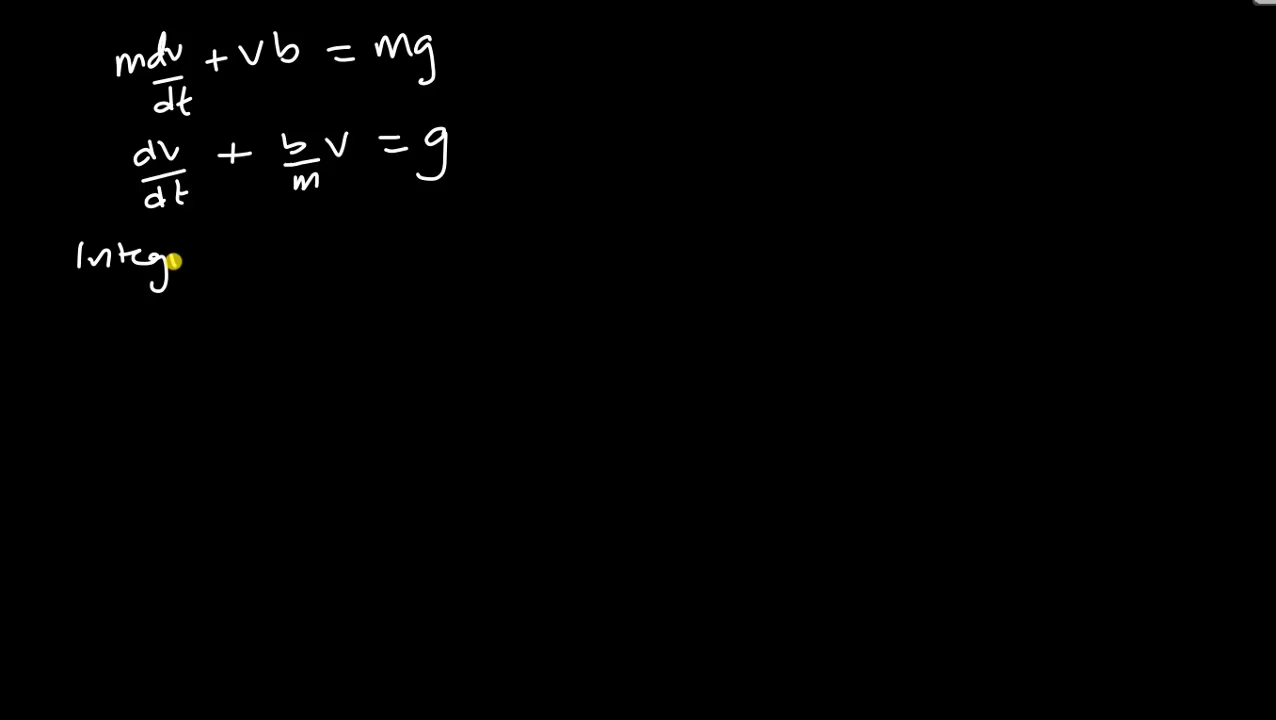 m dv/dt + vb = mg
dv/dt + b/m v = g
Integ